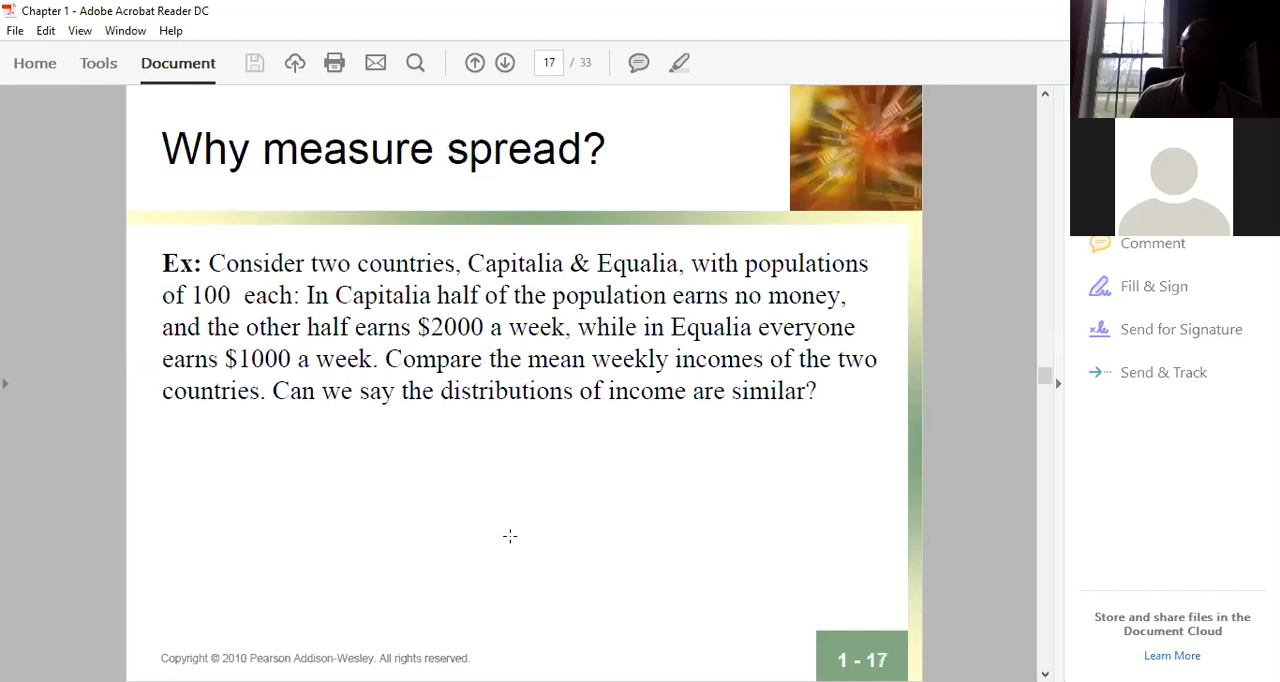 Chapter 1 - Adobe Acrobat Reader DC
File Edit View Window Help
Home Tools Document 17 / 33
Why measure spread?
Ex: Consider two countries, Capitalia & Equalia, with populations
of 100 each: In Capitalia half of the population earns no money,
and the other half earns $2000 a week, while in Equalia everyone
earns $1000 a week. Compare the mean weekly incomes of the two
countries. Can we say the distributions of income are similar?
Copyright © 2010 Pearson Addison-Wesley. All rights reserved.
1 - 17
Comment
Fill & Sign
Send for Signature
Send & Track
Store and share files in the
Document Cloud
Learn More